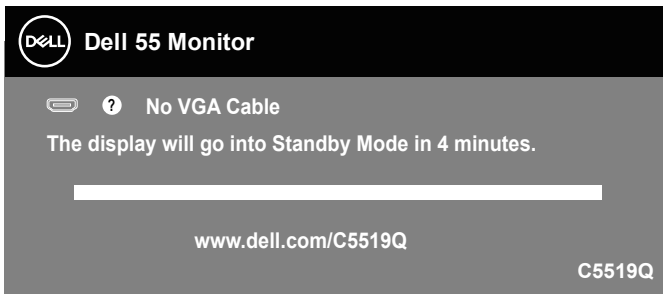 DELL Dell 55 Monitor
? No VGA Cable
The display will go into Standby Mode in 4 minutes.
www.dell.com/C5519Q
C5519Q